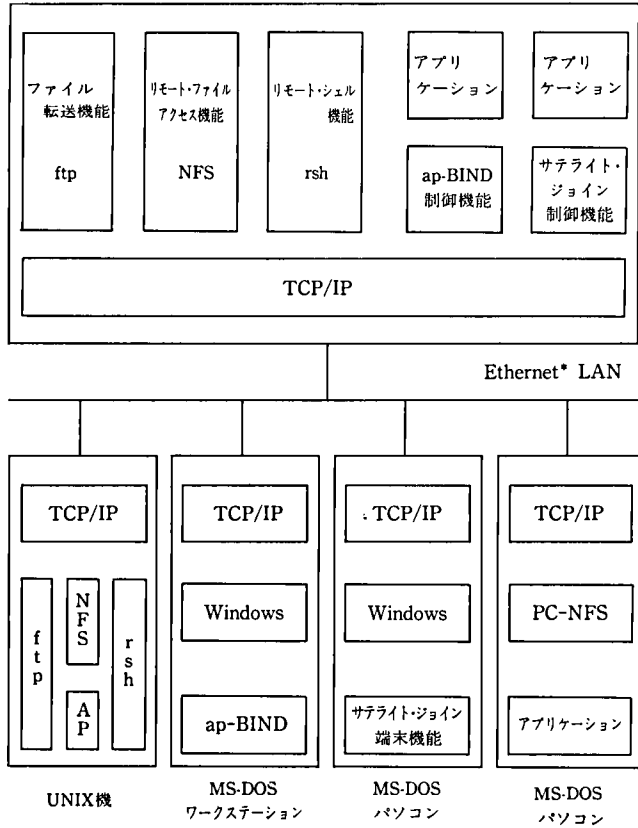 ファイル
転送機能
ftp
リモート・ファイル
アクセス機能
NFS
リモート・シェル
機能
rsh
アプリ
ケーション
アプリ
ケーション
ap-BIND
制御機能
サテライト・
ジョイン
制御機能
TCP/IP
Ethernet* LAN
TCP/IP
ftp
NFS
AP
rsh
UNIX機
TCP/IP
Windows
ap-BIND
MS-DOS
ワークステーション
TCP/IP
Windows
サテライト・ジョイン
端末機能
MS-DOS
パソコン
TCP/IP
PC-NFS
アプリケーション
MS-DOS
パソコン